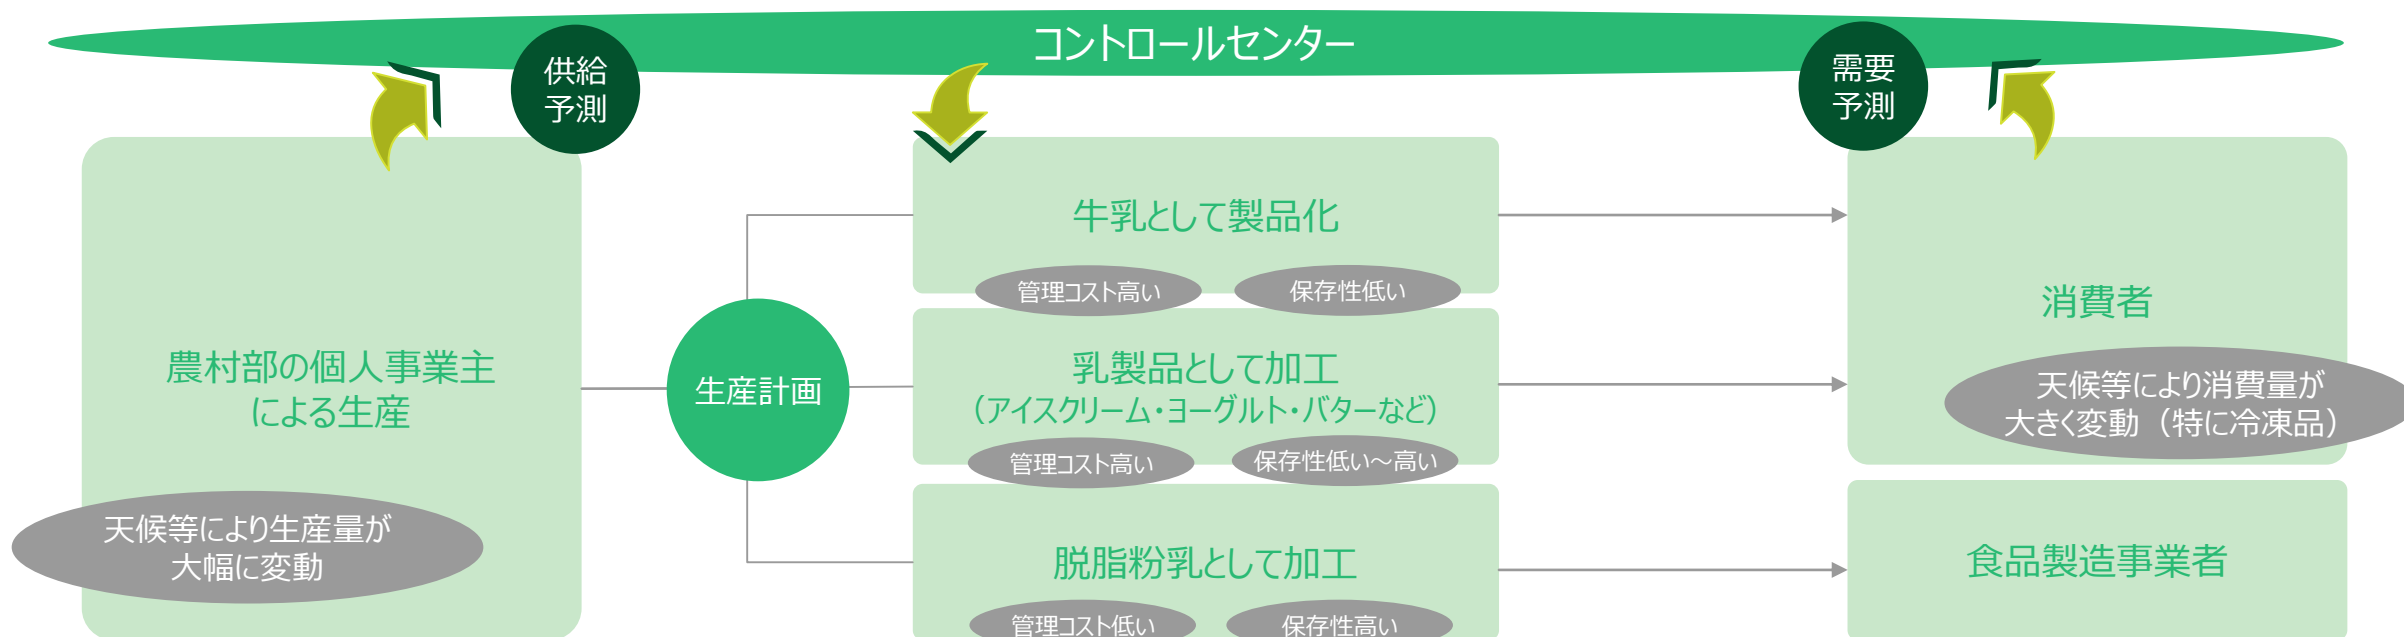 コントロールセンター
供給
予測
需要
予測
農村部の個人事業主
による生産
天候等により生産量が
大幅に変動
生産計画
牛乳として製品化
管理コスト高い
保存性低い
乳製品として加工
（アイスクリーム・ヨーグルト・バターなど）
管理コスト高い
保存性低い～高い
脱脂粉乳として加工
管理コスト低い
保存性高い
消費者
天候等により消費量が
大きく変動（特に冷凍品）
食品製造事業者